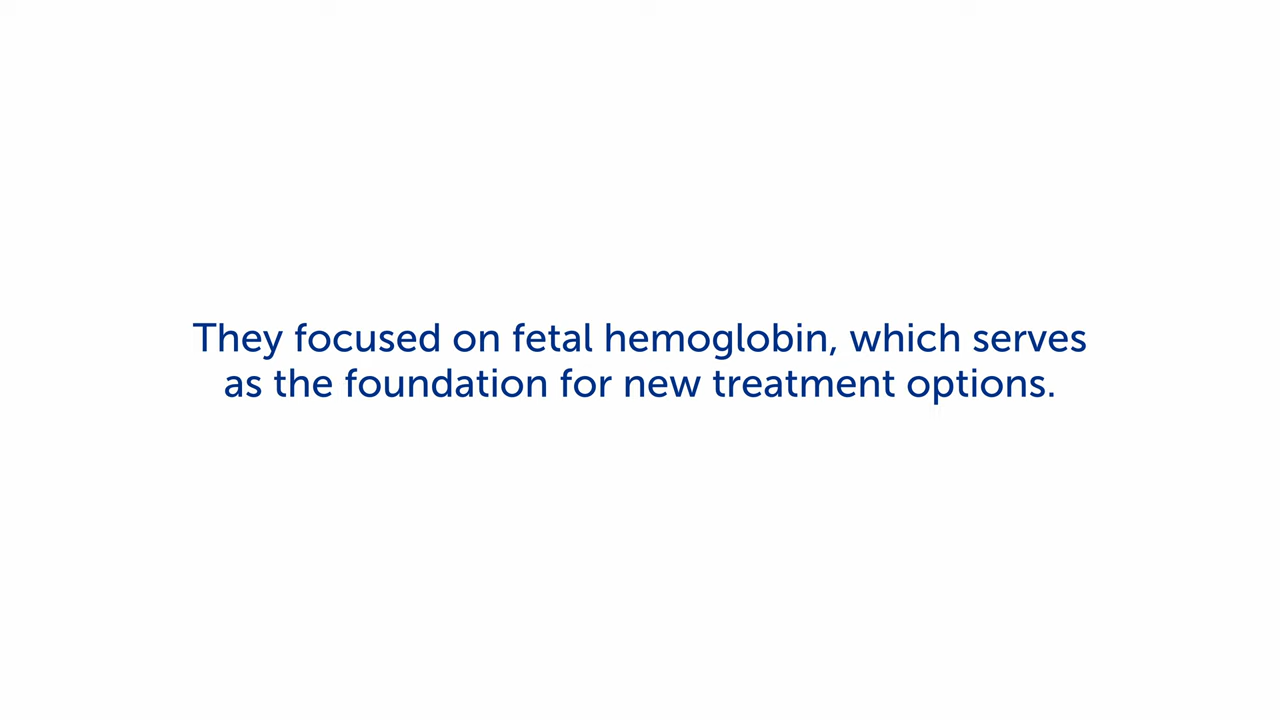 They focused on fetal hemoglobin, which serves
as the foundation for new treatment options.